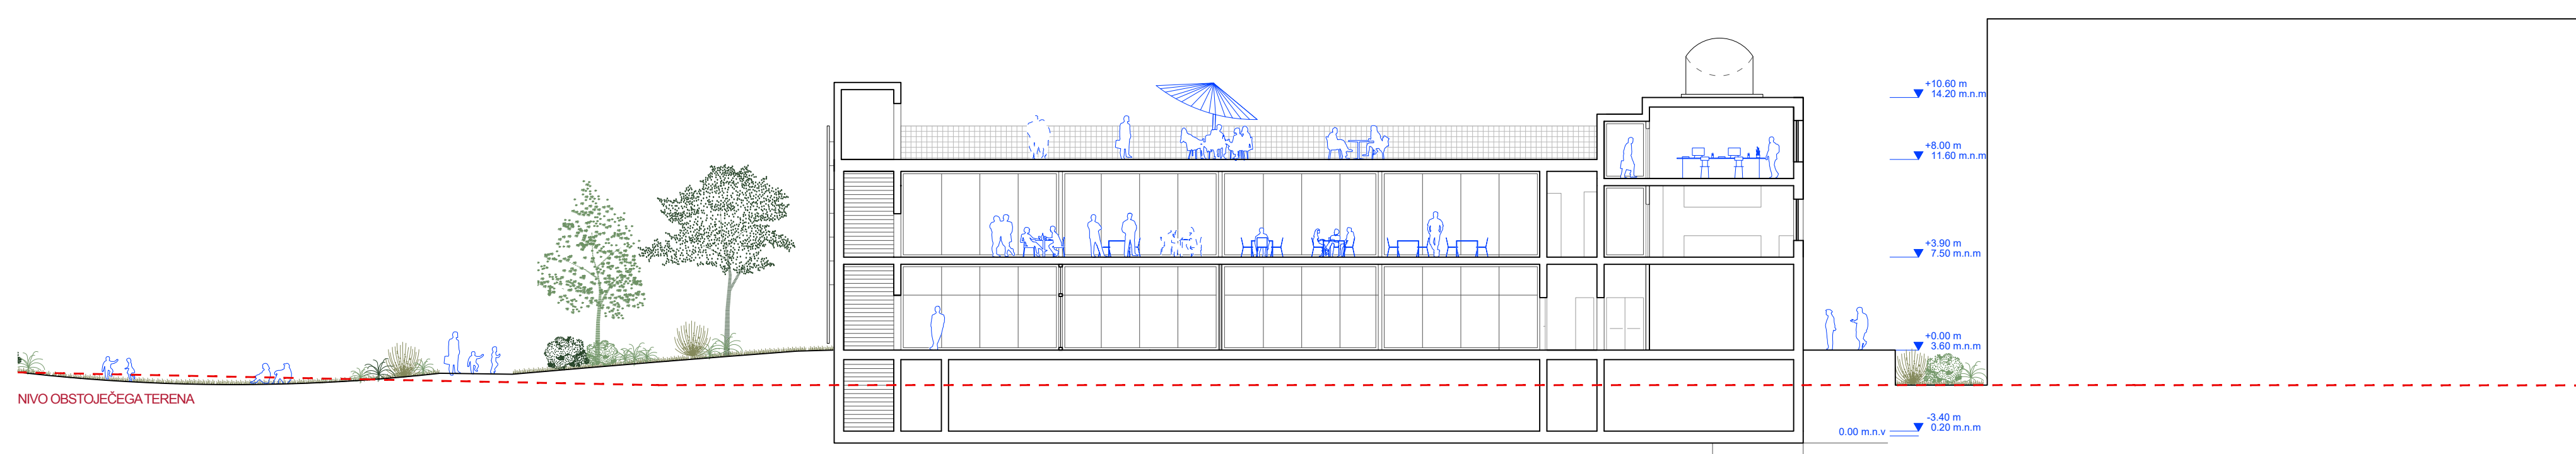 +10.60 m
14.20 m.n.m
+8.00 m
11.60 m.n.m
+3.90 m
7.50 m.n.m
+0.00 m
3.60 m.n.m
NIVO OBSTOJEČEGA TERENA
-3.40 m
0.20 m.n.m
0.00 m.n.v